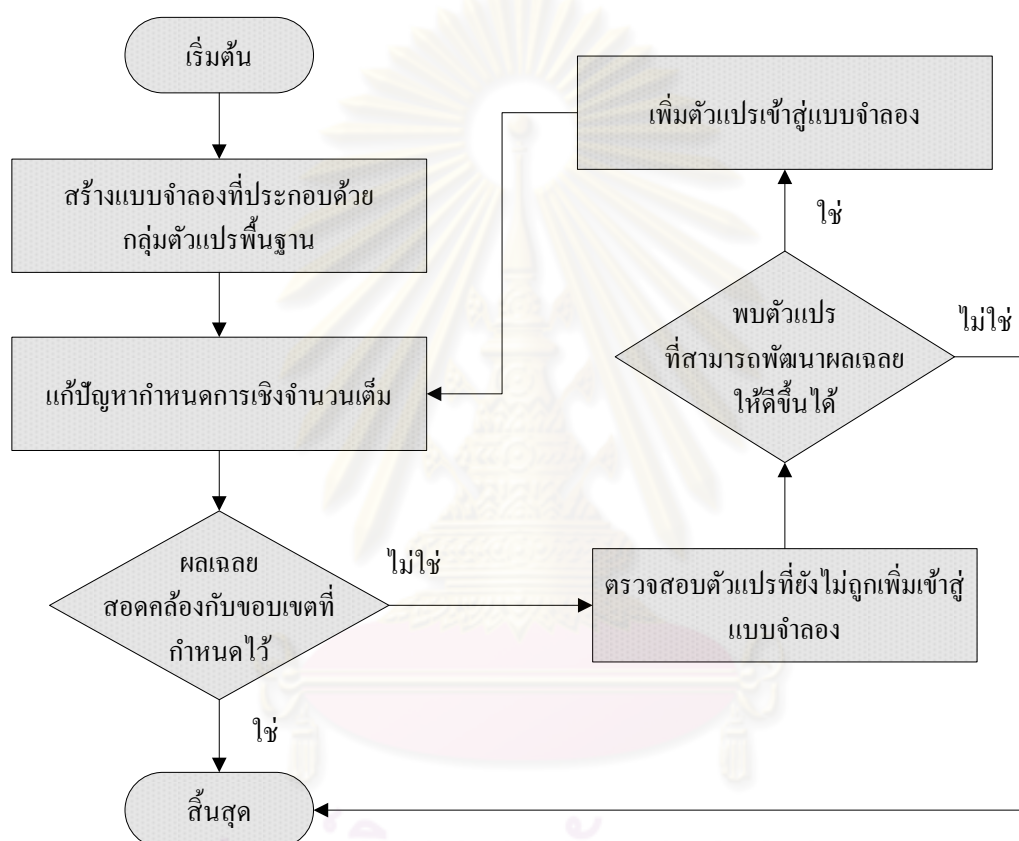 เริ่มต้น
สร้างแบบจำลองที่ประกอบด้วย
กลุ่มตัวแปรพื้นฐาน
แก้ปัญหากำหนดการเชิงจำนวนเต็ม
ผลเฉลย
สอดคล้องกับขอบเขตที่
กำหนดไว้
ไม่ใช่
ใช่
สิ้นสุด
ตรวจสอบตัวแปรที่ยังไม่ถูกเพิ่มเข้าสู่
แบบจำลอง
พบตัวแปร
ที่สามารถพัฒนาผลเฉลย
ให้ดีขึ้นได้
ใช่
ไม่ใช่
เพิ่มตัวแปรเข้าสู่แบบจำลอง